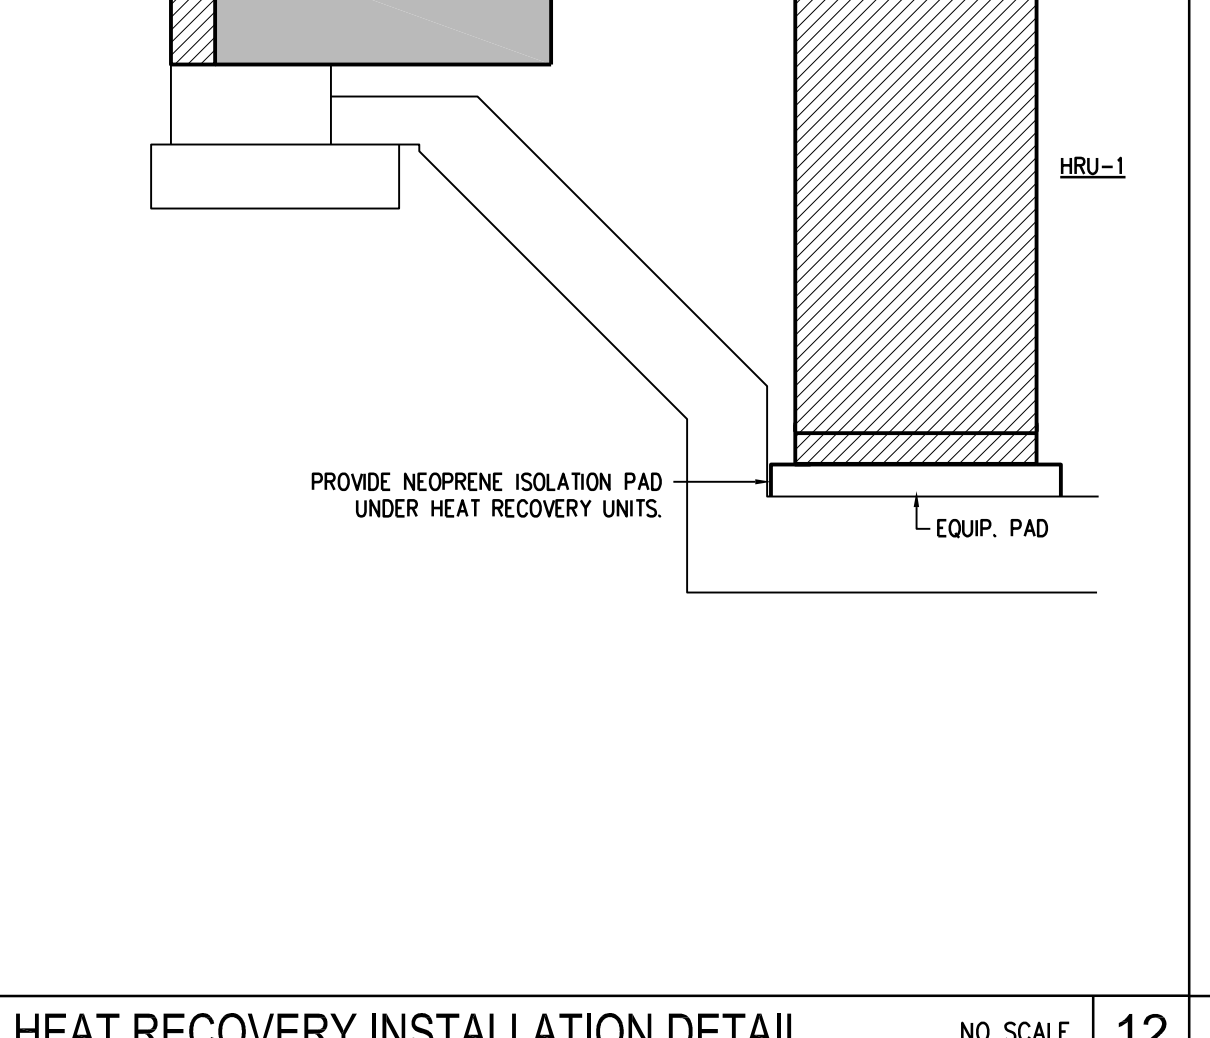 HRU-1
PROVIDE NEOPRENE ISOLATION PAD
UNDER HEAT RECOVERY UNITS.
EQUIP. PAD
HEAT RECOVERY INSTALLATION DETAIL
NO SCALE
12